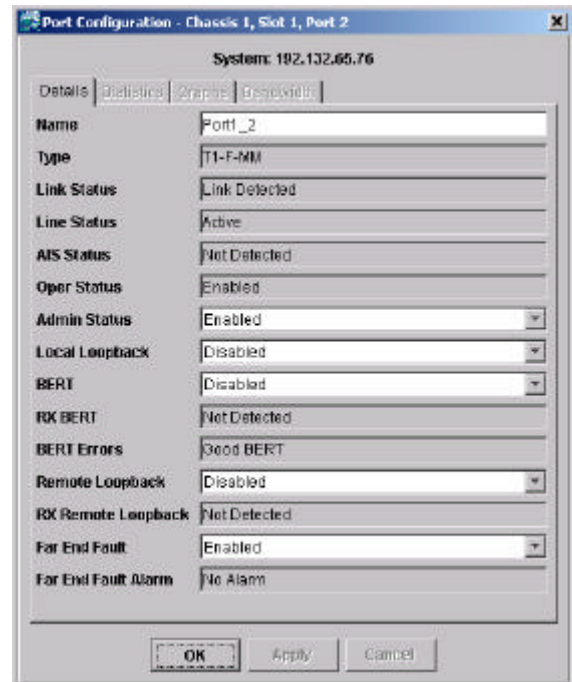 Port Configuration - Chassis 1, Slot 1, Port 2
System: 192.132.65.76
Details Statistics Graphs Bandwidth
Name Port1_2
Type T1-F-MM
Link Status Link Detected
Line Status Active
AIS Status Not Detected
Oper Status Enabled
Admin Status Enabled
Local Loopback Disabled
BERT Disabled
RX BERT Not Detected
BERT Errors Good BERT
Remote Loopback Disabled
RX Remote Loopback Not Detected
Far End Fault Enabled
Far End Fault Alarm No Alarm
OK Apply Cancel